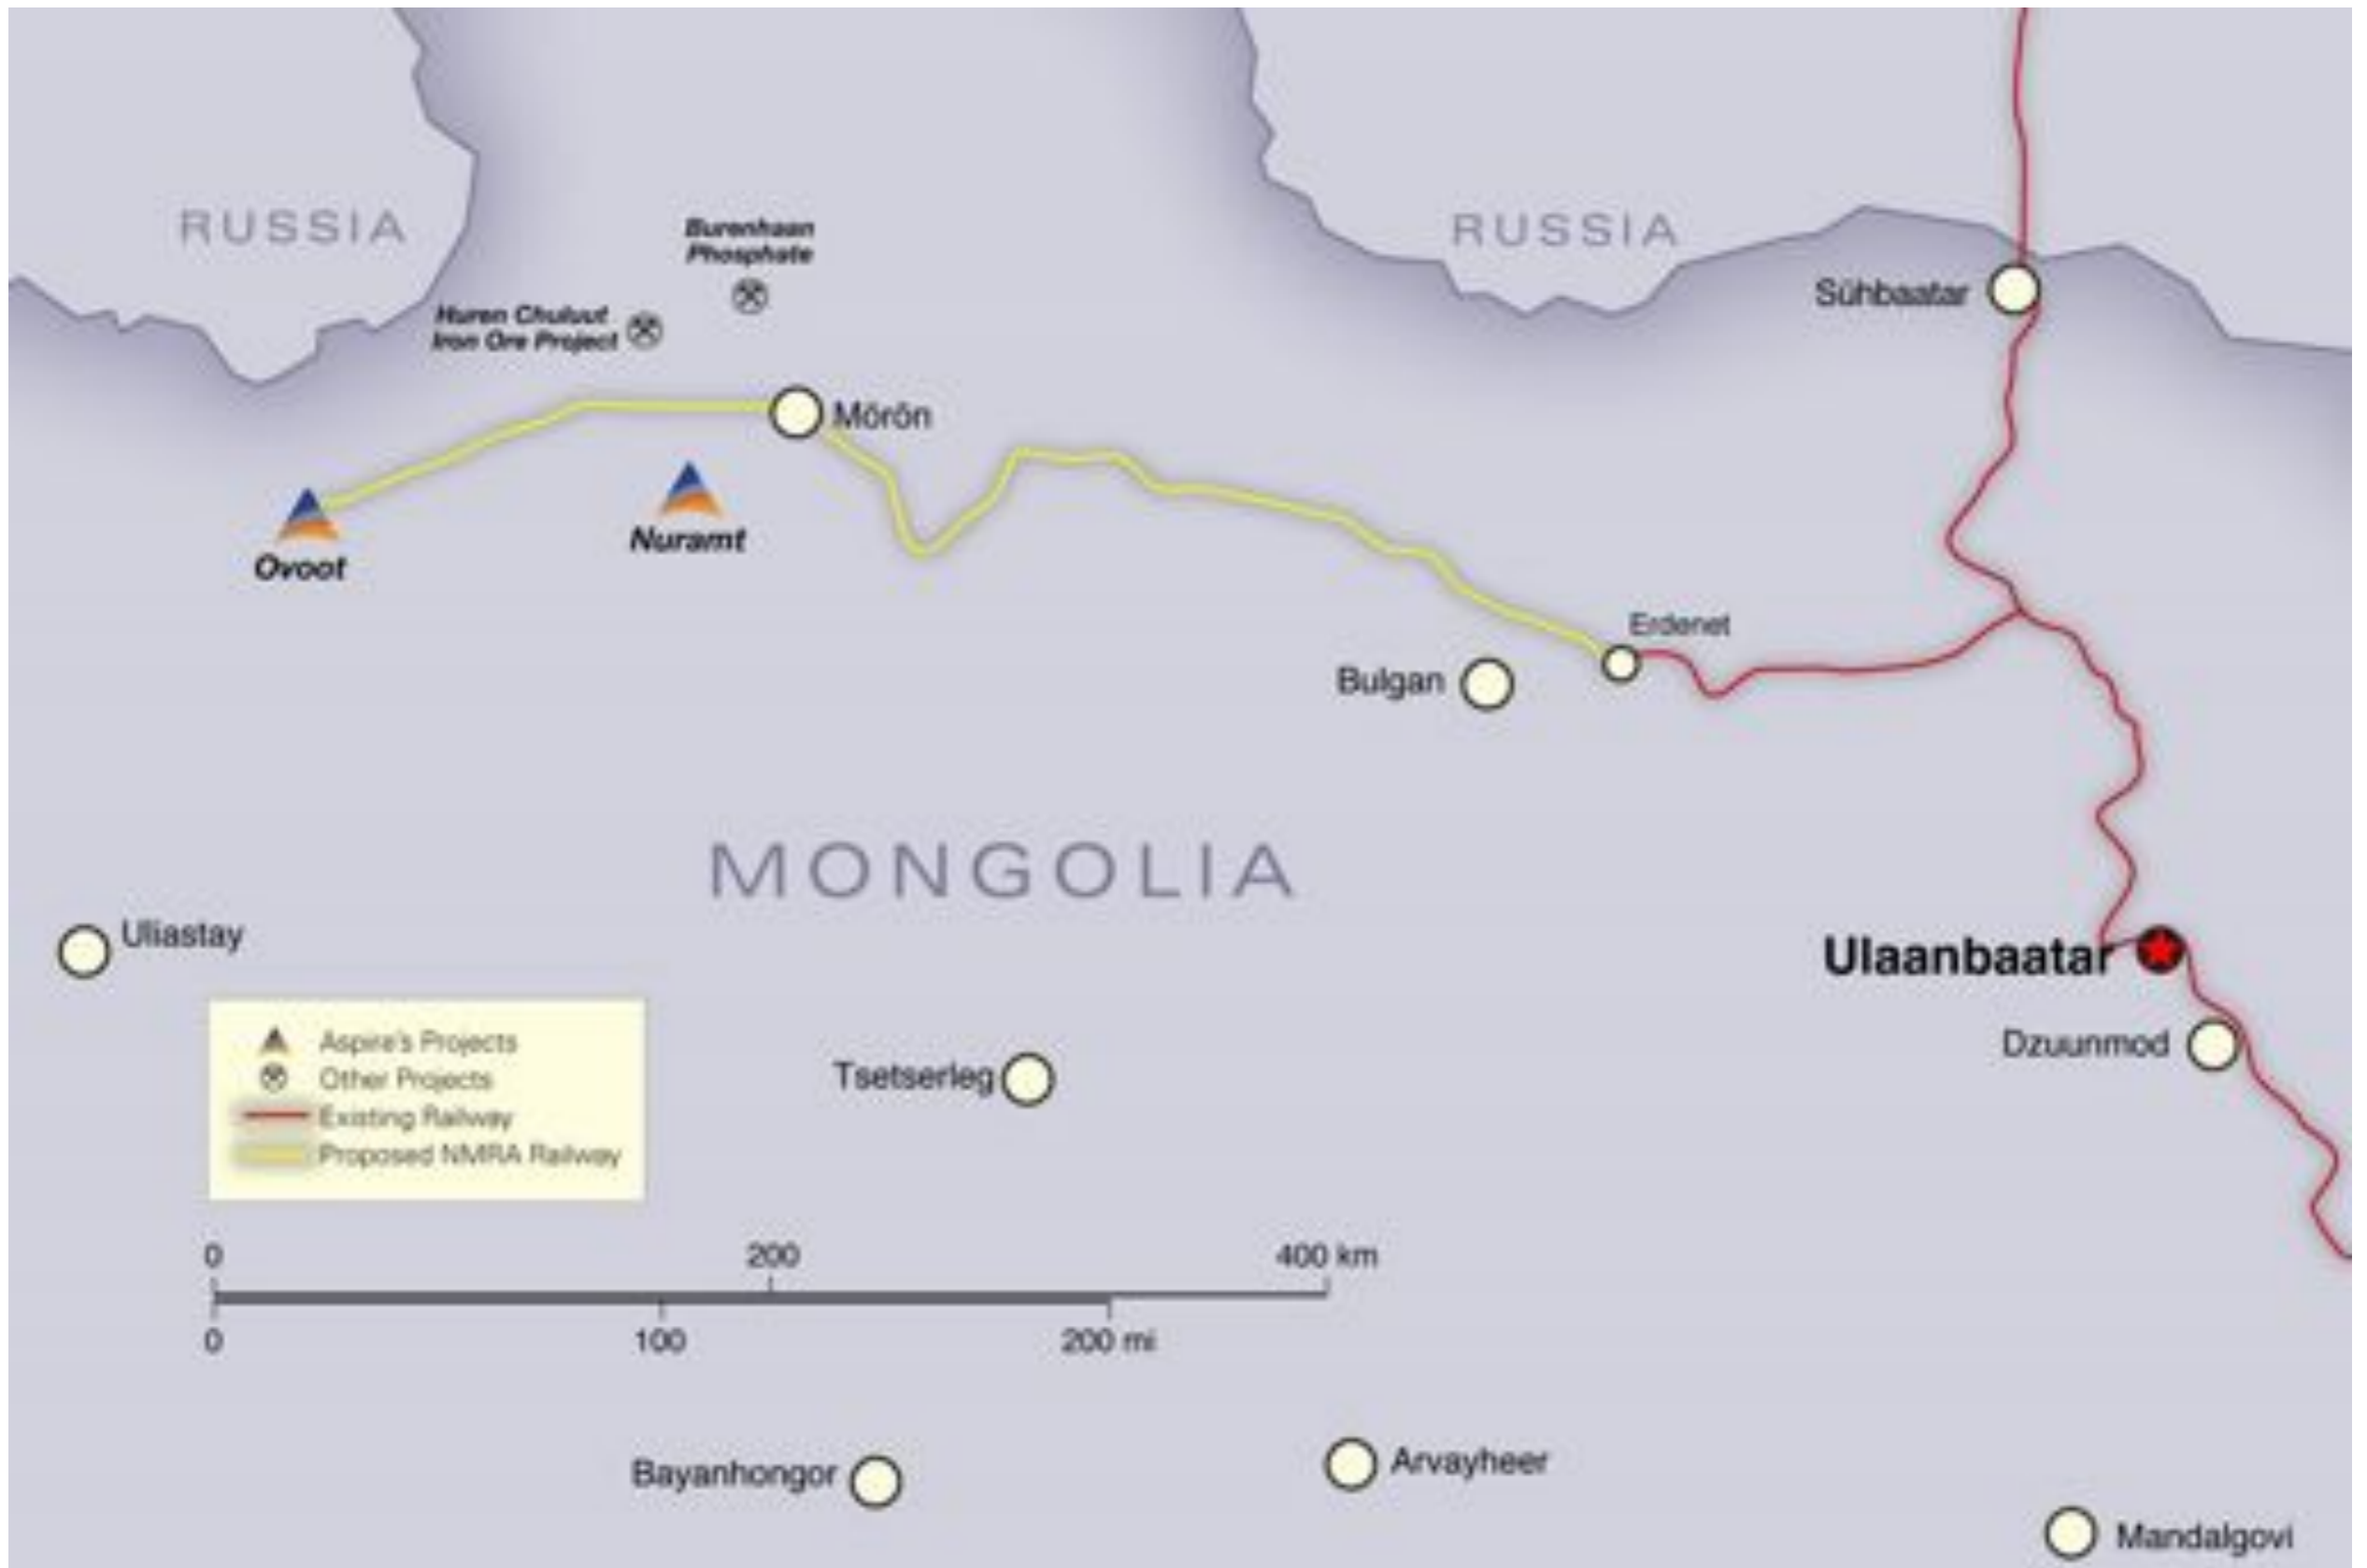 RUSSIA
RUSSIA
Burenhaan
Phosphate
Sühbaatar
Huren Chuluut
Iron Ore Project
Mörön
Nuramt
Ovoot
Erdenet
Bulgan
MONGOLIA
Uliastay
Ulaanbaatar
Dzuunmod
Tsetserleg
Aspire's Projects
Other Projects
Existing Railway
Proposed NMRA Railway
0 200 400 km
0 100 200 mi
Bayanhongor
Arvayheer
Mandalgovi